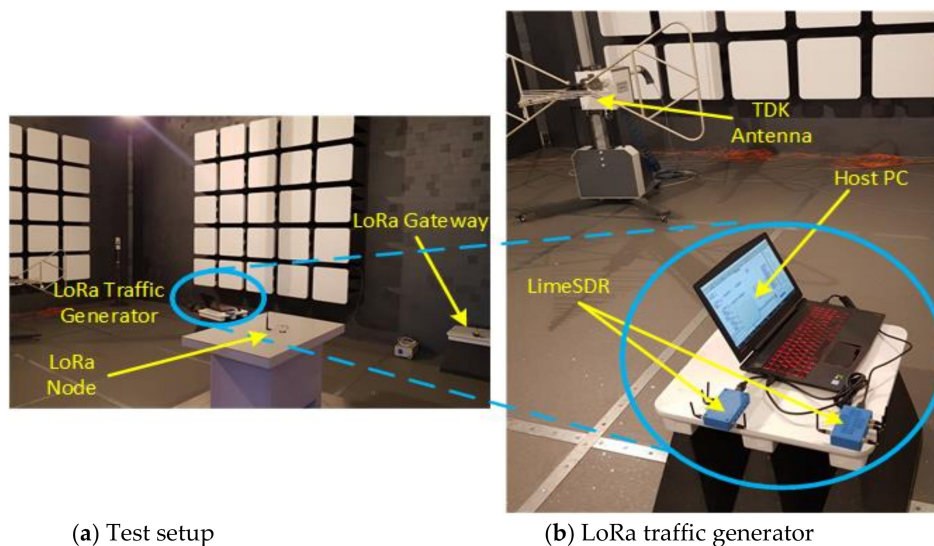 TDK
Antenna
Host PC
LoRa Gateway
LimeSDR
LoRa Traffic
Generator
LoRa
Node
(a) Test setup
(b) LoRa traffic generator